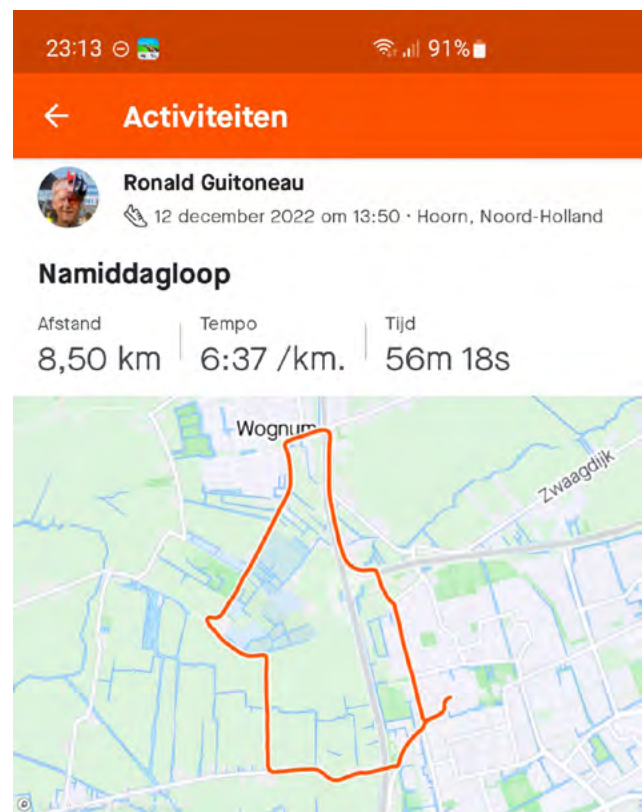 23:13 91%
Activiteiten
Ronald Guitoneau
12 december 2022 om 13:50 · Hoorn, Noord-Holland
Namiddagloop
Afstand Tempo Tijd
8,50 km 6:37 /km. 56m 18s
Wognum
Zwaagdijk